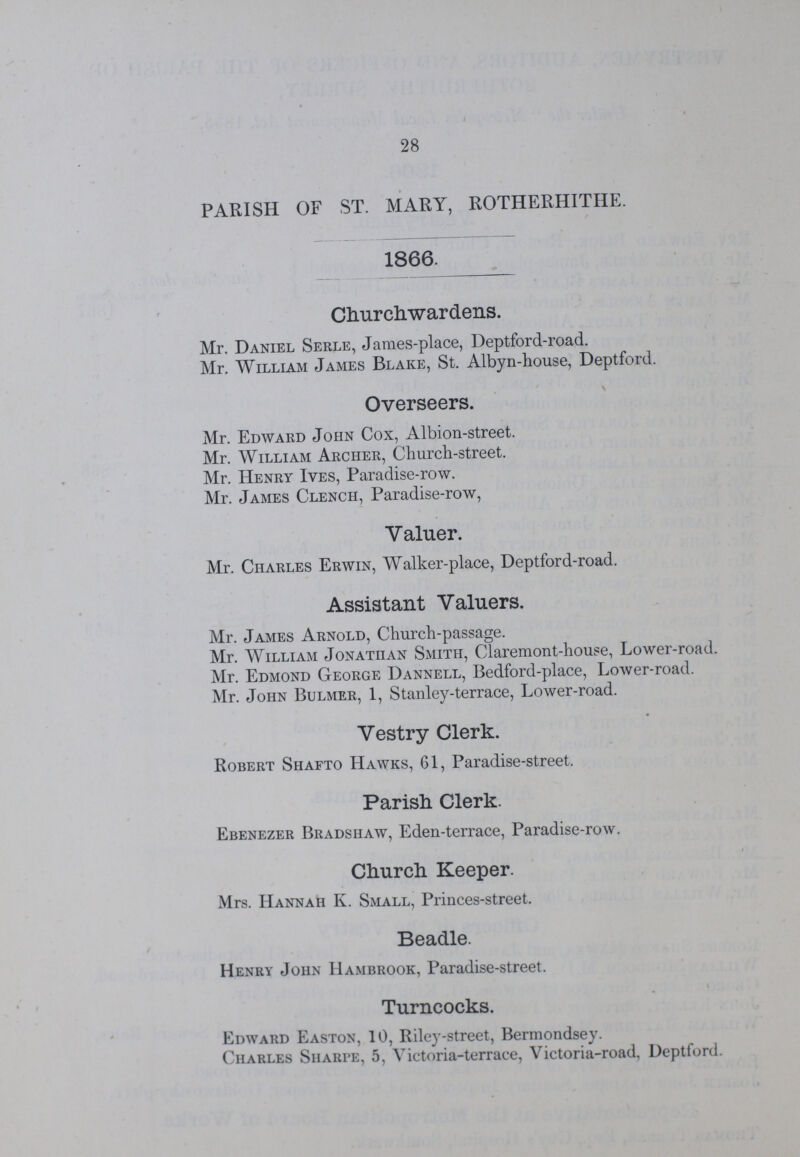 28
PARISH OF ST. MARY, ROTHERHITHE.
1866.
Churchwardens.
Mr. Daniel Serle, James-place, Deptford-road.
Mr. William James Blake, St. Albyn-house, Deptford.
Overseers.
Mr. Edward John Cox, Albion-street.
Mr. William Archer, Church-street.
Mr. Henry Ives, Paradise-row.
Mr. James Clench, Paradise-row,
Valuer.
Mr. Charles Erwin, Walker-place, Deptford-road.
Assistant Valuers.
Mr. James Arnold, Church-passage.
Mr. William Jonathan Smith, Claremont-house, Lower-road.
Mr. Edmond George Dannell, Bedford-place, Lower-road.
Mr. John Bulmer, 1, Stanley-terrace, Lower-road.
Vestry Clerk.
Robert Shafto Hawks, 61, Paradise-street.
Parish Clerk.
Ebenezer Bradshaw, Eden-terrace, Paradise-row.
Church Keeper.
Mrs. Hannah K. Small, Princes-street.
Beadle.
Henry John Hambrook, Paradise-street.
Turncocks.
Edward Easton, 10, Riley-street, Bermondsey.
Charles Sharpe, 5, Victoria-terrace, Victoria-road, Deptford.